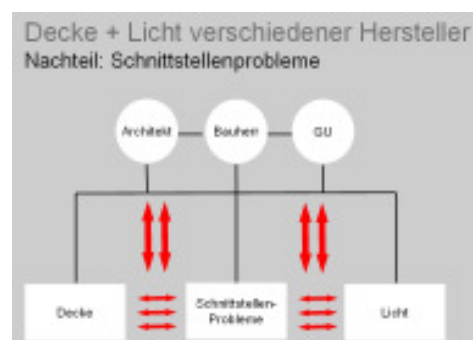 Decke + Licht verschiedener Hersteller
Nachteil: Schnittstellenprobleme
Architekt
Bauherr
GU
Decke
Schnittstellen-
Probleme
Licht